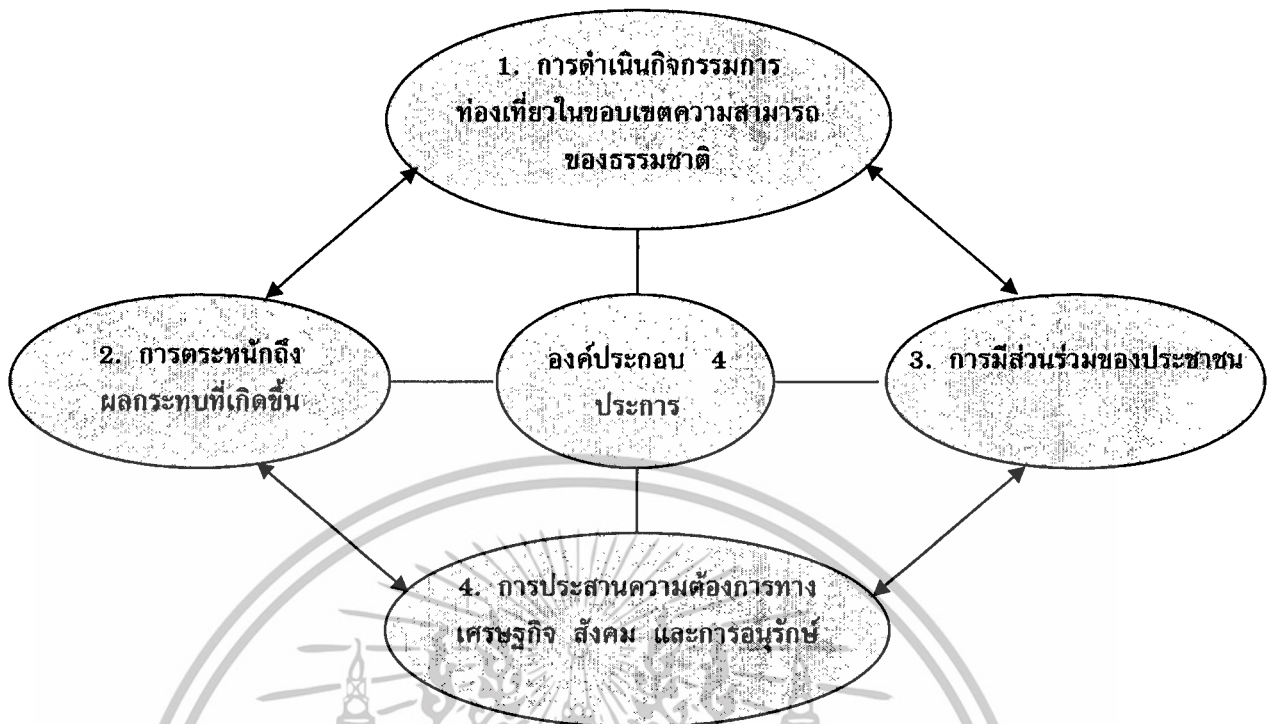 1. การดำเนินกิจกรรมการ
ท่องเที่ยวในขอบเขตความสามารถ
ของธรรมชาติ
2. การตระหนักถึง
ผลกระทบที่เกิดขึ้น
องค์ประกอบ 4
ประการ
3. การมีส่วนร่วมของประชาชน
4. การประสานความต้องการทาง
เศรษฐกิจ สังคม และการอนุรักษ์